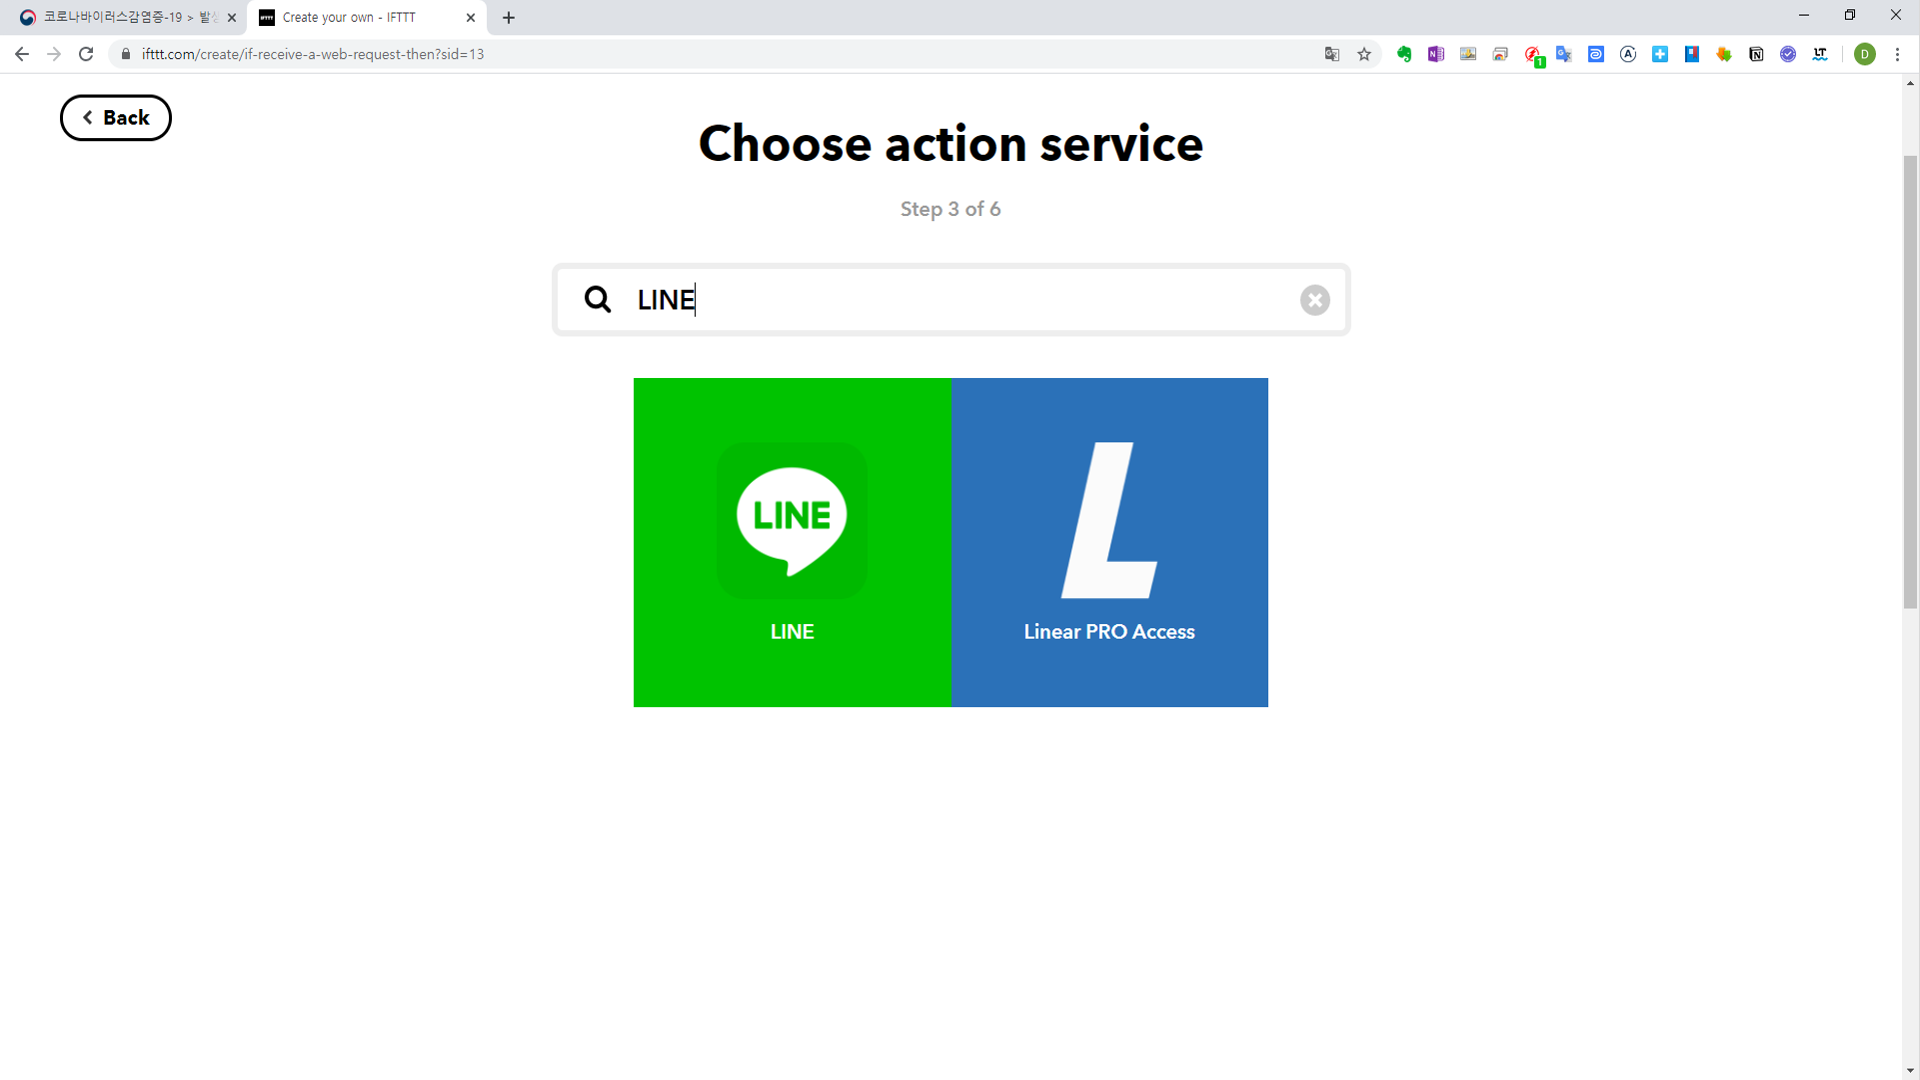 코로나바이러스감염증-19 > 발생
Create your own - IFTTT
ifttt.com/create/if-receive-a-web-request-then?sid=13
1
D
Back
Choose action service
Step 3 of 6
LINE
LINE
L
LINE
Linear PRO Access